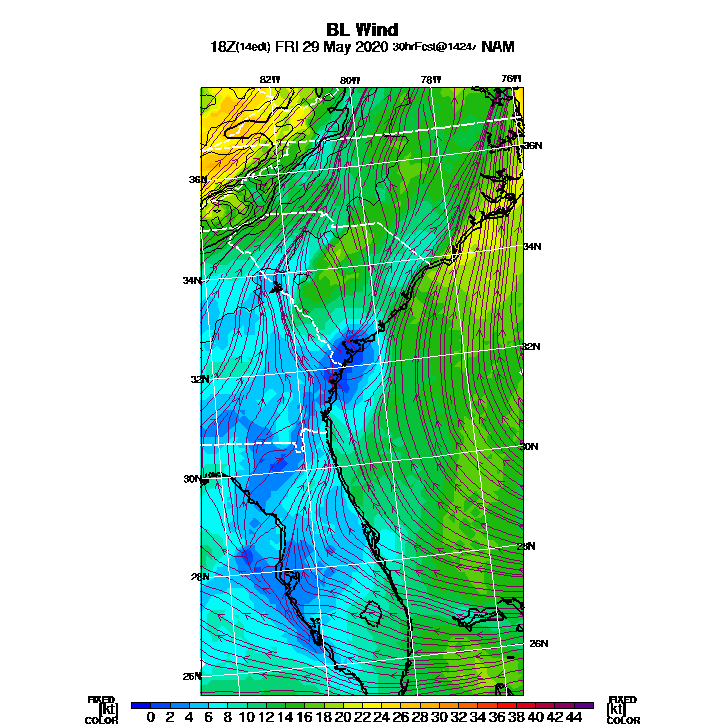 BL Wind
18Z(14edt) FRI 29 May 2020 30hrFcst@1424z NAM
82W 80W 78W 76W
36N 36N
34N 34N
32N 32N
30N 30N
28N 28N
26N 26N
FIXED FIXED
[kt] [kt]
COLOR COLOR
0 2 4 6 8 10 12 14 16 18 20 22 24 26 28 30 32 34 36 38 40 42 44